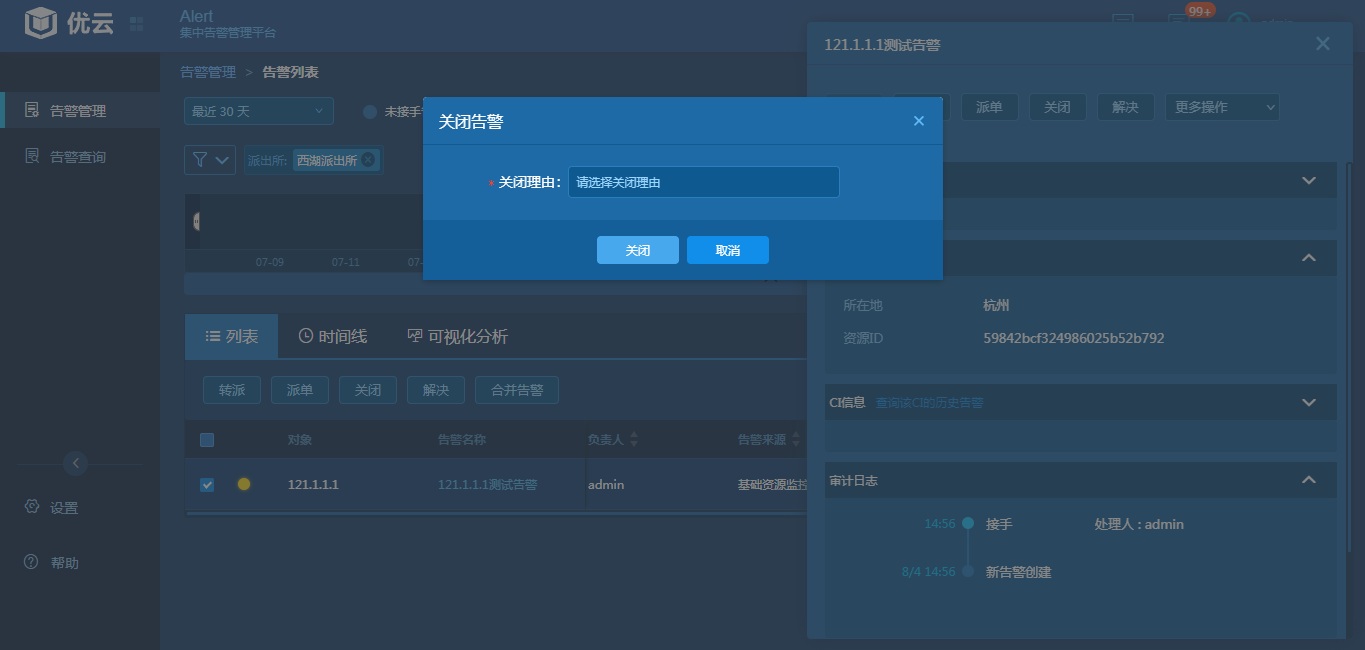 优云
Alert
集中告警管理平台
99+
admin
告警管理 > 告警列表
告警管理
告警查询
设置
帮助
最近 30 天
未接手
派出所: 西湖派出所
07-09 07-11 07-
列表 时间线 可视化分析
转派 派单 关闭 解决 合并告警
对象 告警名称 负责人 告警来源
121.1.1.1 121.1.1.1测试告警 admin 基础资源监控
关闭告警
* 关闭理由: 请选择关闭理由
关闭 取消
121.1.1.1测试告警
派单 关闭 解决 更多操作
所在地 杭州
资源ID 59842bcf324986025b52b792
CI信息 查询该CI的历史告警
审计日志
14:56 接手 处理人 : admin
8/4 14:56 新告警创建